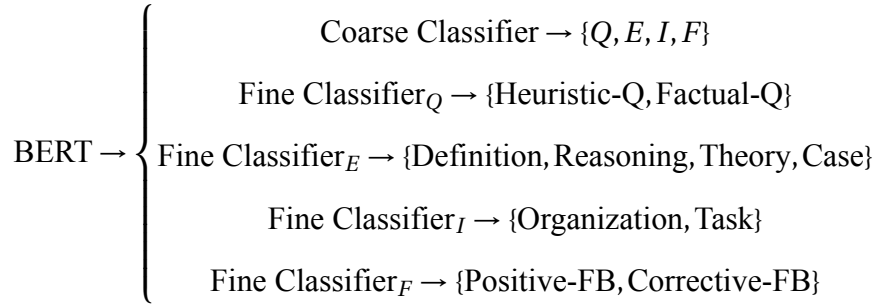 Coarse Classifier → {Q, E, I, F}
Fine Classifier_Q → {Heuristic-Q, Factual-Q}
BERT → { Fine Classifier_E → {Definition, Reasoning, Theory, Case}
Fine Classifier_I → {Organization, Task}
Fine Classifier_F → {Positive-FB, Corrective-FB}